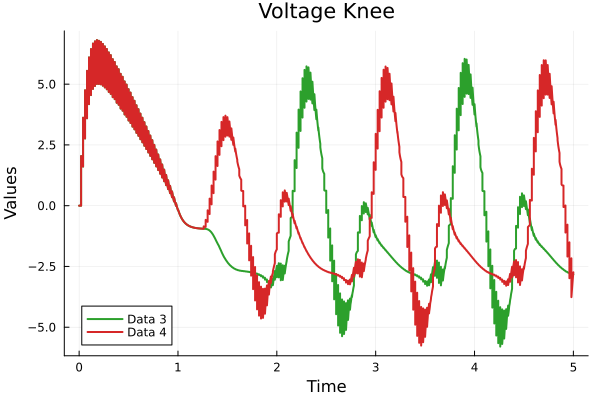 Voltage Knee
Values
5.0
2.5
0.0
−2.5
−5.0
Data 3
Data 4
0 1 2 3 4 5
Time